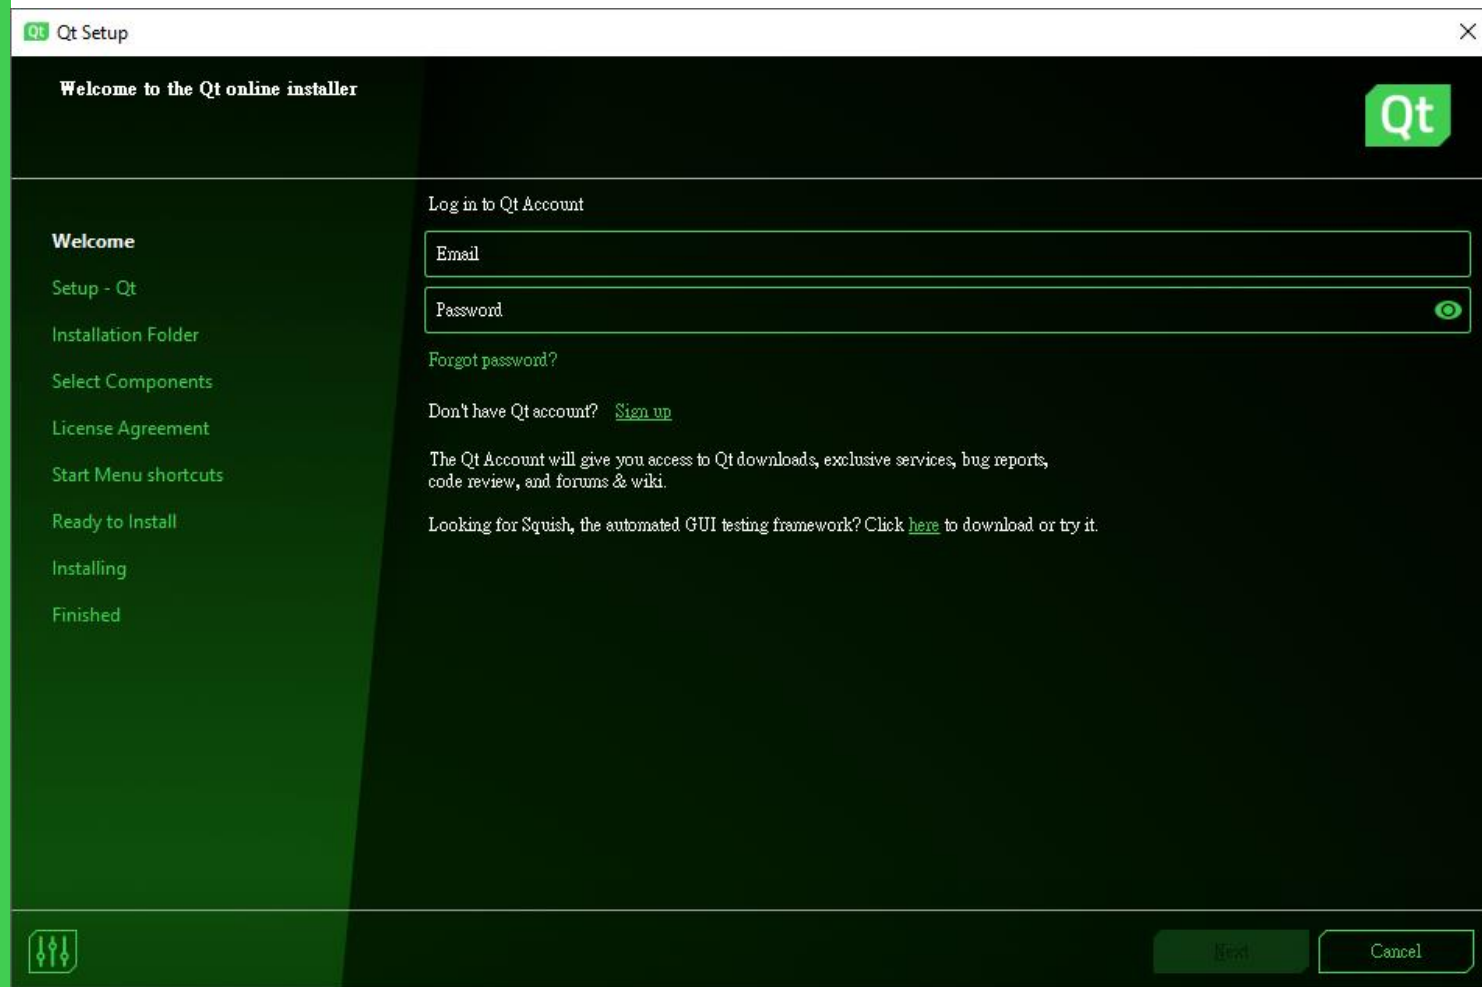 Qt Qt Setup
Welcome to the Qt online installer
Qt
Welcome
Setup - Qt
Installation Folder
Select Components
License Agreement
Start Menu shortcuts
Ready to Install
Installing
Finished
Log in to Qt Account
Email
Password
Forgot password?
Don't have Qt account? Sign up
The Qt Account will give you access to Qt downloads, exclusive services, bug reports,
code review, and forums & wiki.
Looking for Squish, the automated GUI testing framework? Click here to download or try it.
Next
Cancel